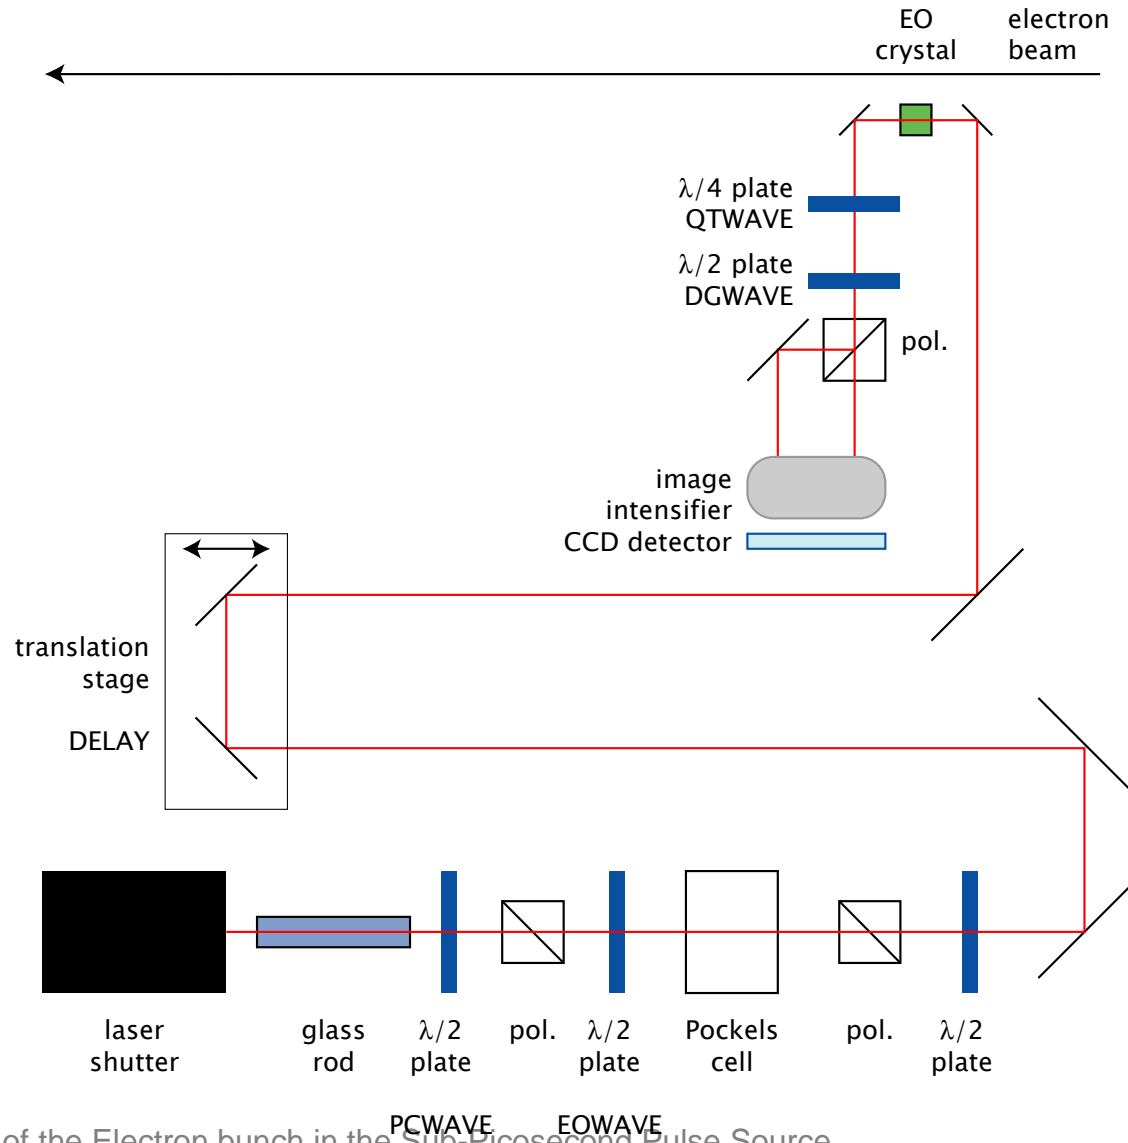 EO
crystal
electron
beam
λ/4 plate
QTWAVE
λ/2 plate
DGWAVE
pol.
image
intensifier
CCD detector
translation
stage
DELAY
laser
shutter
glass
rod
λ/2
plate
pol.
λ/2
plate
Pockels
cell
pol.
λ/2
plate
PCWAVE
EOWAVE
of the Electron bunch in the Sub-Picosecond Pulse Source